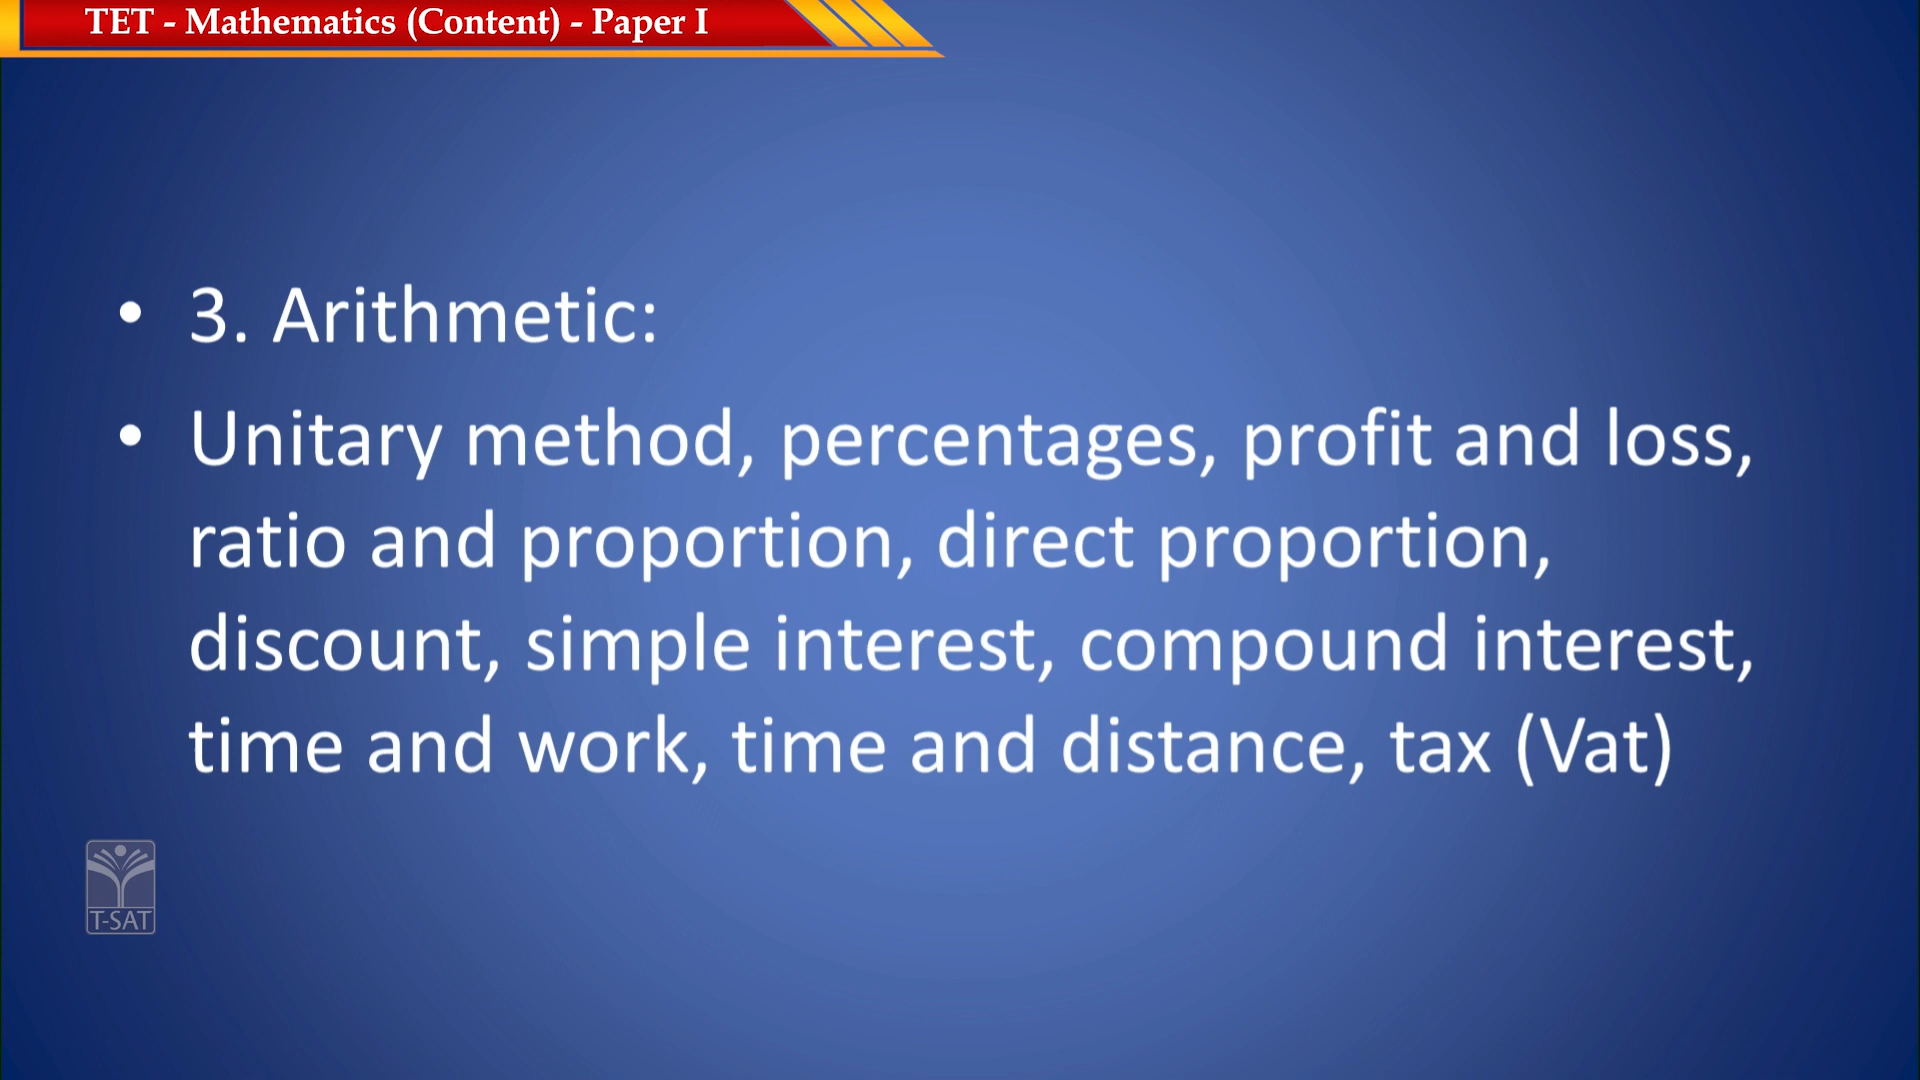 TET - Mathematics (Content) - Paper I
• 3. Arithmetic:
• Unitary method, percentages, profit and loss,
ratio and proportion, direct proportion,
discount, simple interest, compound interest,
time and work, time and distance, tax (Vat)
T-SAT